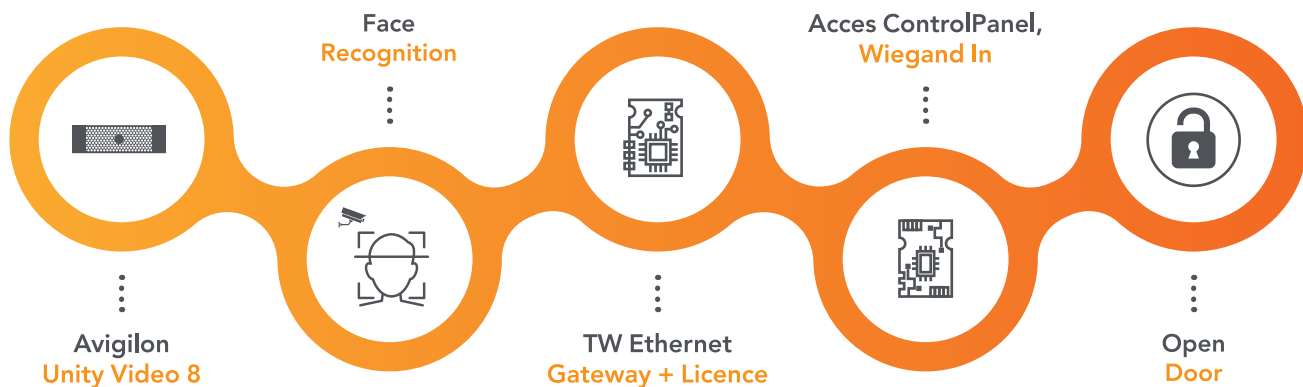 Avigilon
Unity Video 8
Face
Recognition
TW Ethernet
Gateway + Licence
Acces ControlPanel,
Wiegand In
Open
Door